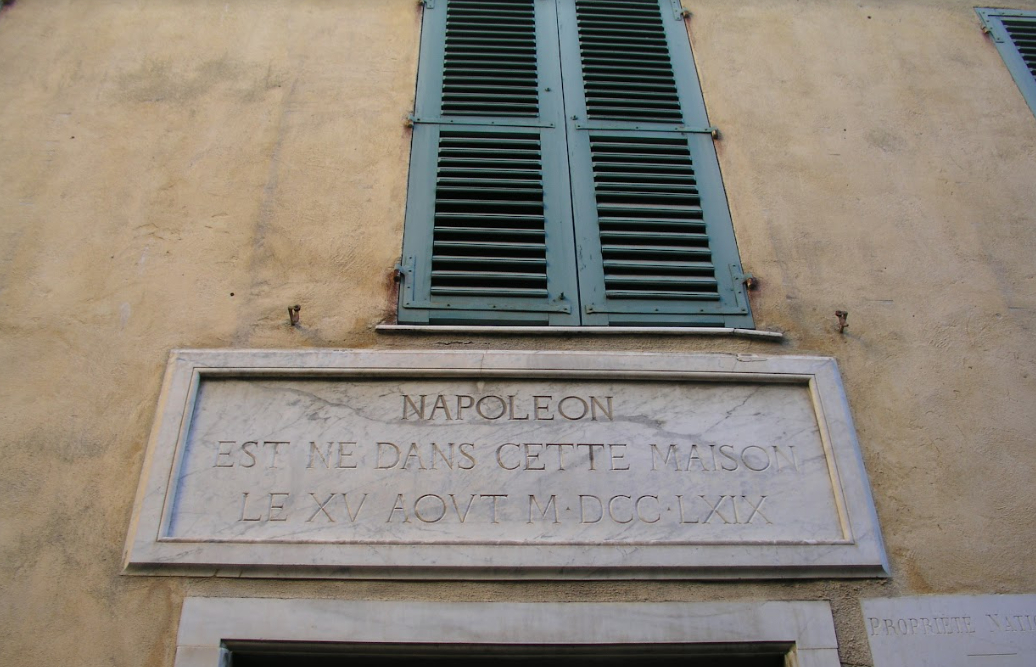 NAPOLEON
EST NE DANS CETTE MAISON
LE XV AOVT M·DCC·LXIX
PROPRIETE